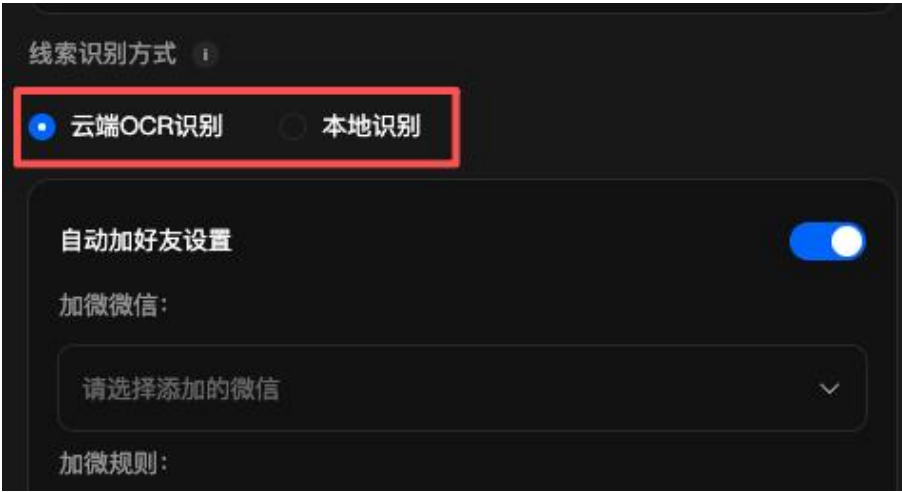 线索识别方式 i
云端OCR识别 本地识别
自动加好友设置
加微微信：
请选择添加的微信
加微规则：